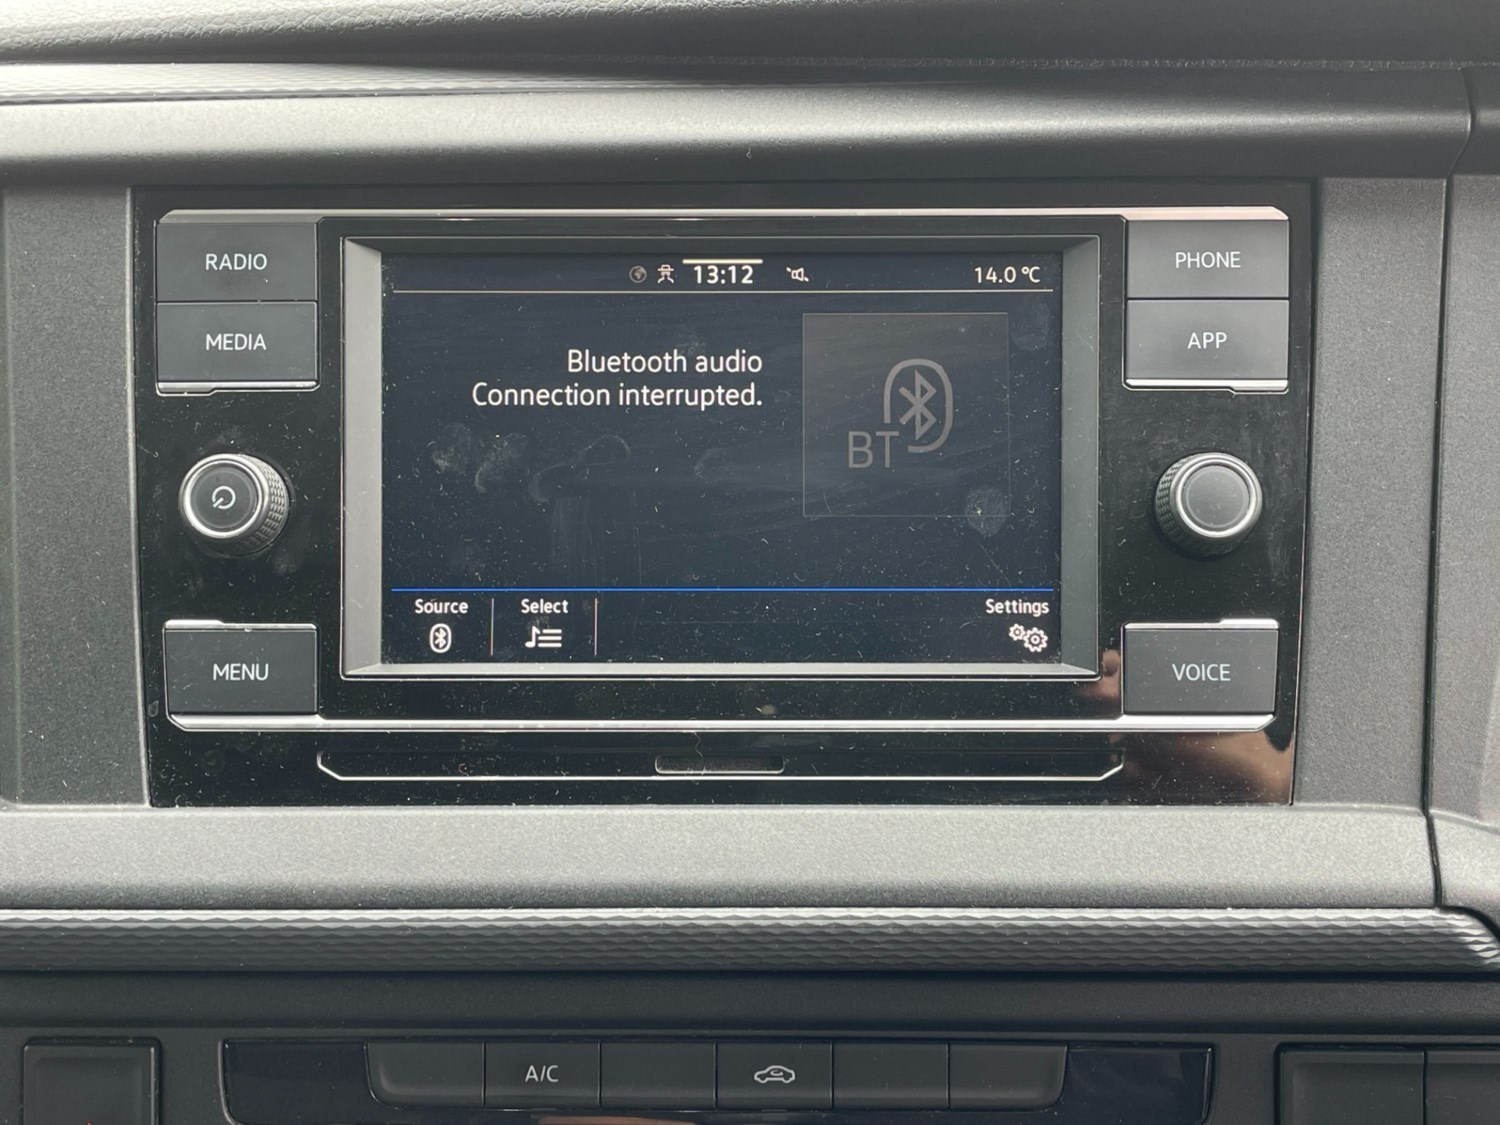 RADIO
MEDIA
13:12
14.0 °C
PHONE
APP
Bluetooth audio
Connection interrupted.
BT
Source
Select
Settings
MENU
VOICE
A/C